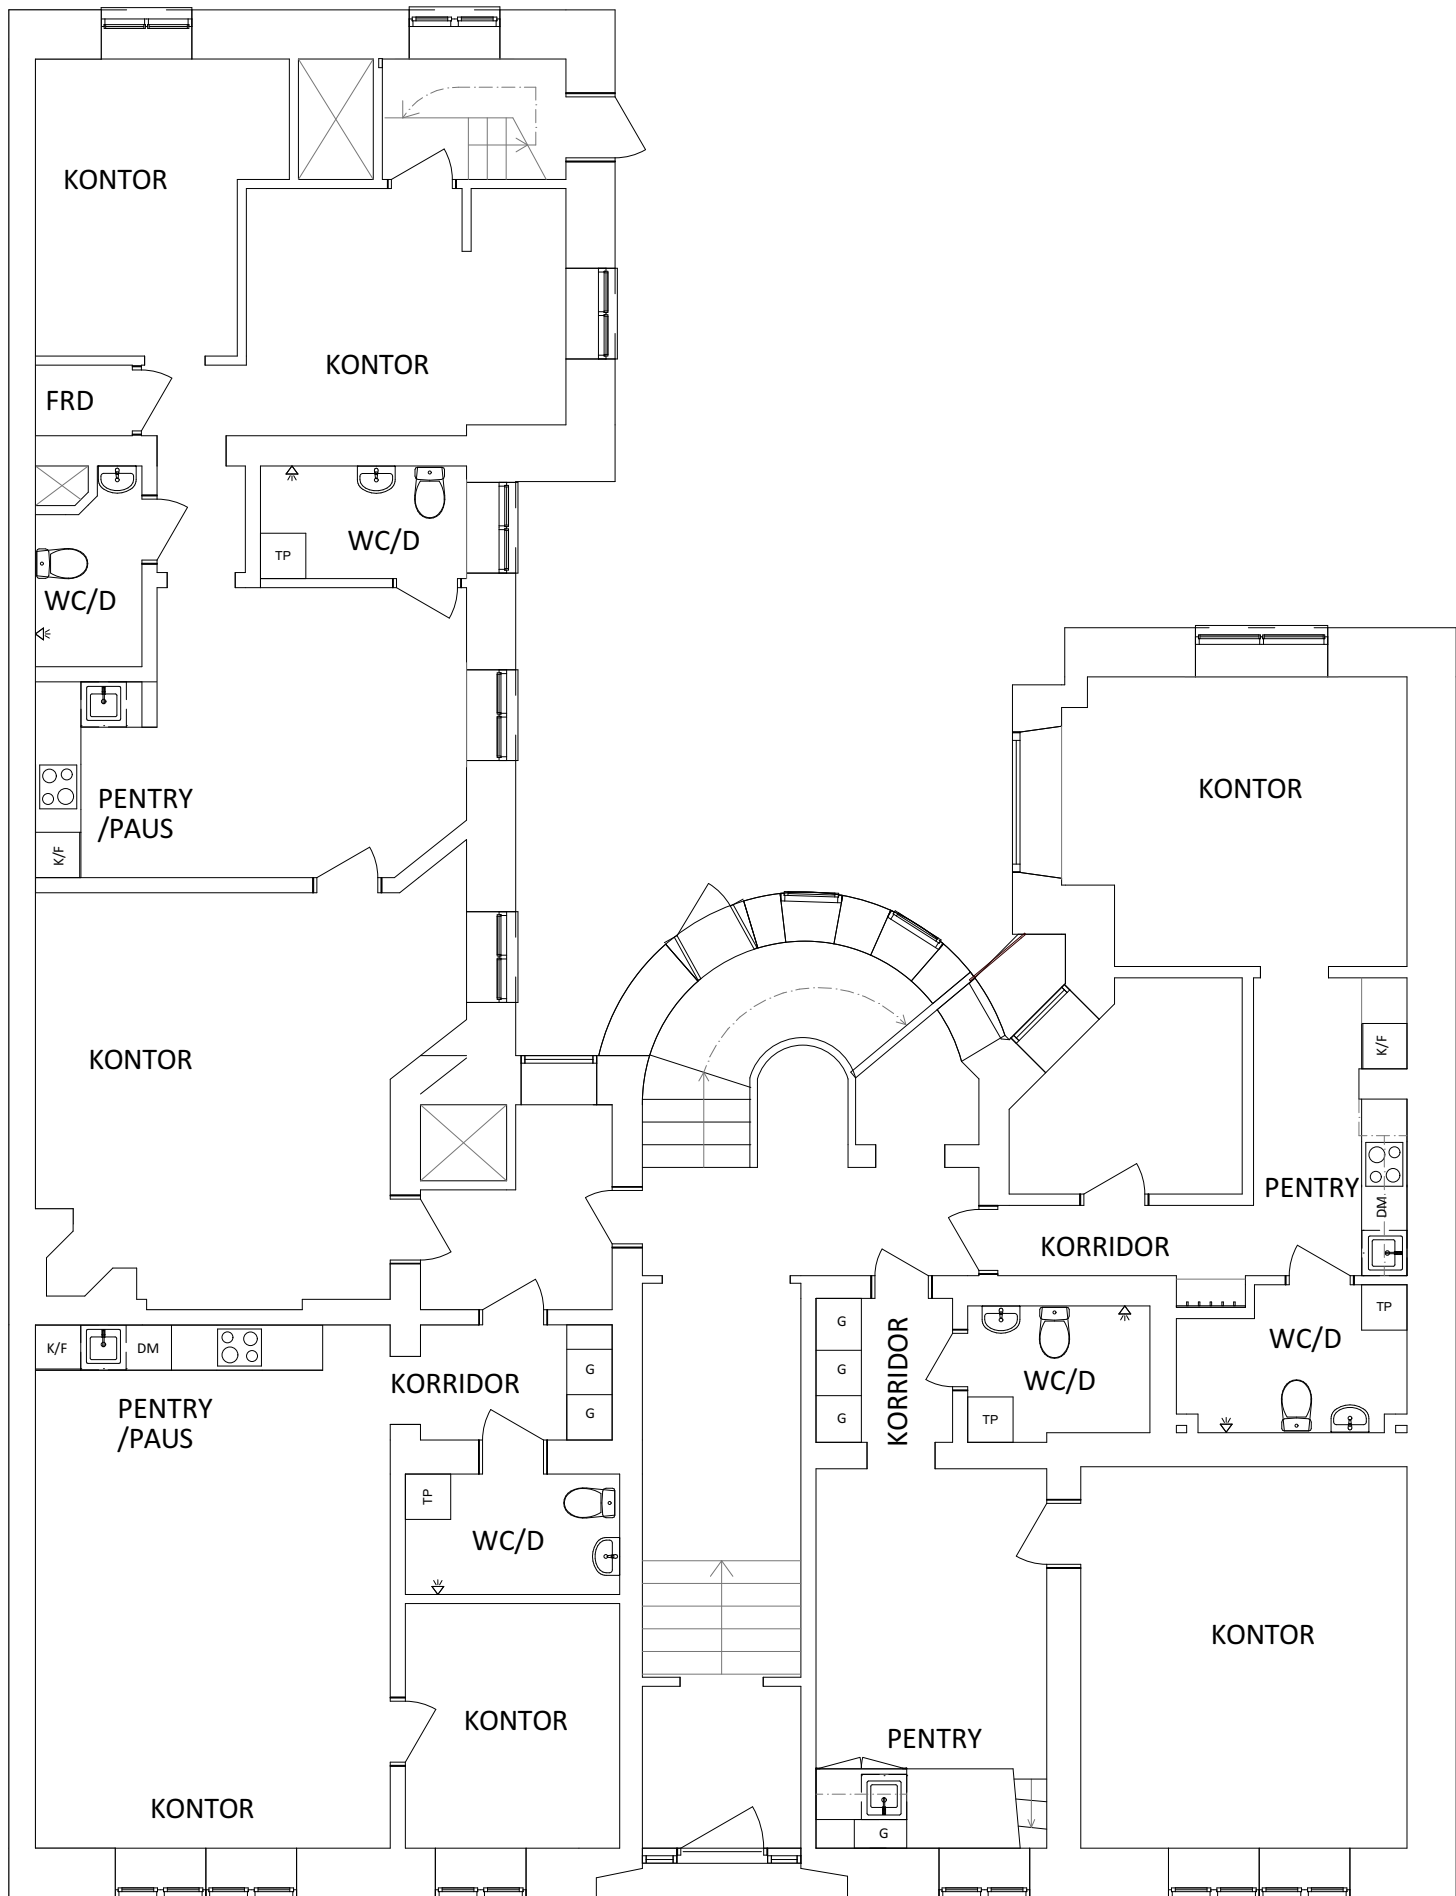 KONTOR
KONTOR
FRD
WC/D
TP
WC/D
PENTRY
/PAUS
K/F
KONTOR
KONTOR
K/F
PENTRY
DM
KORRIDOR
TP
WC/D
G
G
G
KORRIDOR
WC/D
TP
K/F
DM
KORRIDOR
G
G
PENTRY
/PAUS
TP
WC/D
KONTOR
KONTOR
KONTOR
PENTRY
G